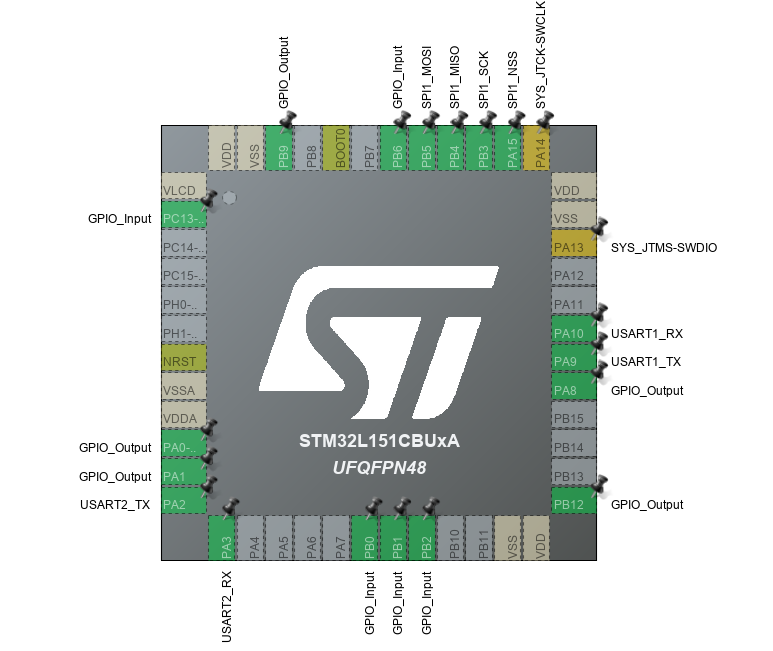 GPIO_Output
GPIO_Input
SPI1_MOSI
SPI1_MISO
SPI1_SCK
SPI1_NSS
SYS_JTCK-SWCLK
VDD
VSS
PB9
PB8
BOOT0
PB7
PB6
PB5
PB4
PB3
PA15
PA14
VLCD
GPIO_Input PC13-..
PC14-..
PC15-..
PH0-..
PH1-..
NRST
VSSA
VDDA
GPIO_Output PA0-..
GPIO_Output PA1
USART2_TX PA2
VDD
VSS
PA13 SYS_JTMS-SWDIO
PA12
PA11
PA10 USART1_RX
PA9 USART1_TX
PA8 GPIO_Output
PB15
PB14
PB13
PB12 GPIO_Output
ST
STM32L151CBUxA
UFQFPN48
PA3
PA4
PA5
PA6
PA7
PB0
PB1
PB2
PB10
PB11
VSS
VDD
USART2_RX
GPIO_Input
GPIO_Input
GPIO_Input